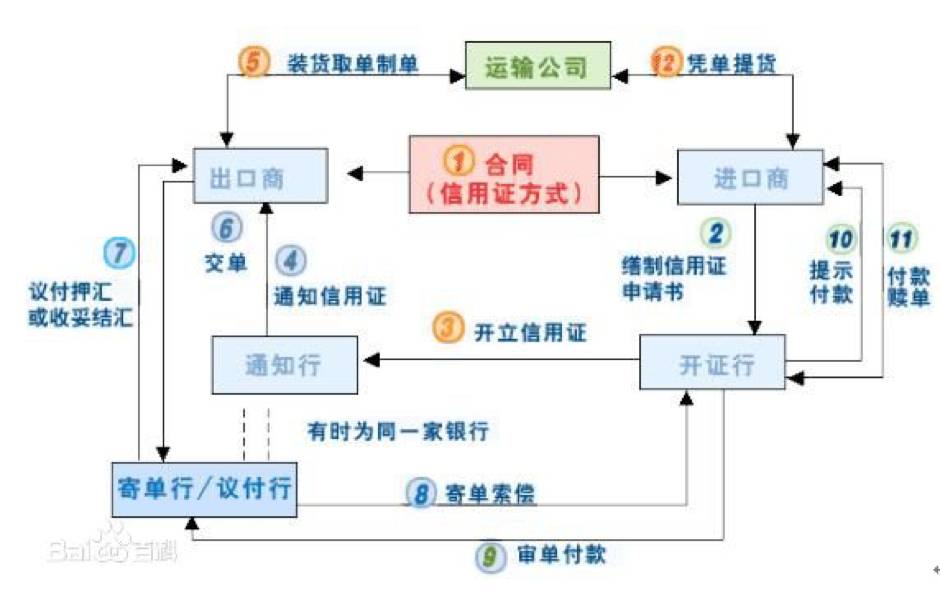 ⑤ 装货取单制单
运输公司
⑫ 凭单提货
出口商
① 合同
(信用证方式)
进口商
⑥
交单
④
通知信用证
②
缮制信用证
申请书
⑩
提示
付款
⑪
付款
赎单
⑦
议付押汇
或收妥结汇
③ 开立信用证
通知行
开证行
有时为同一家银行
寄单行/议付行
⑧ 寄单索偿
⑨ 审单付款
Baidu百科